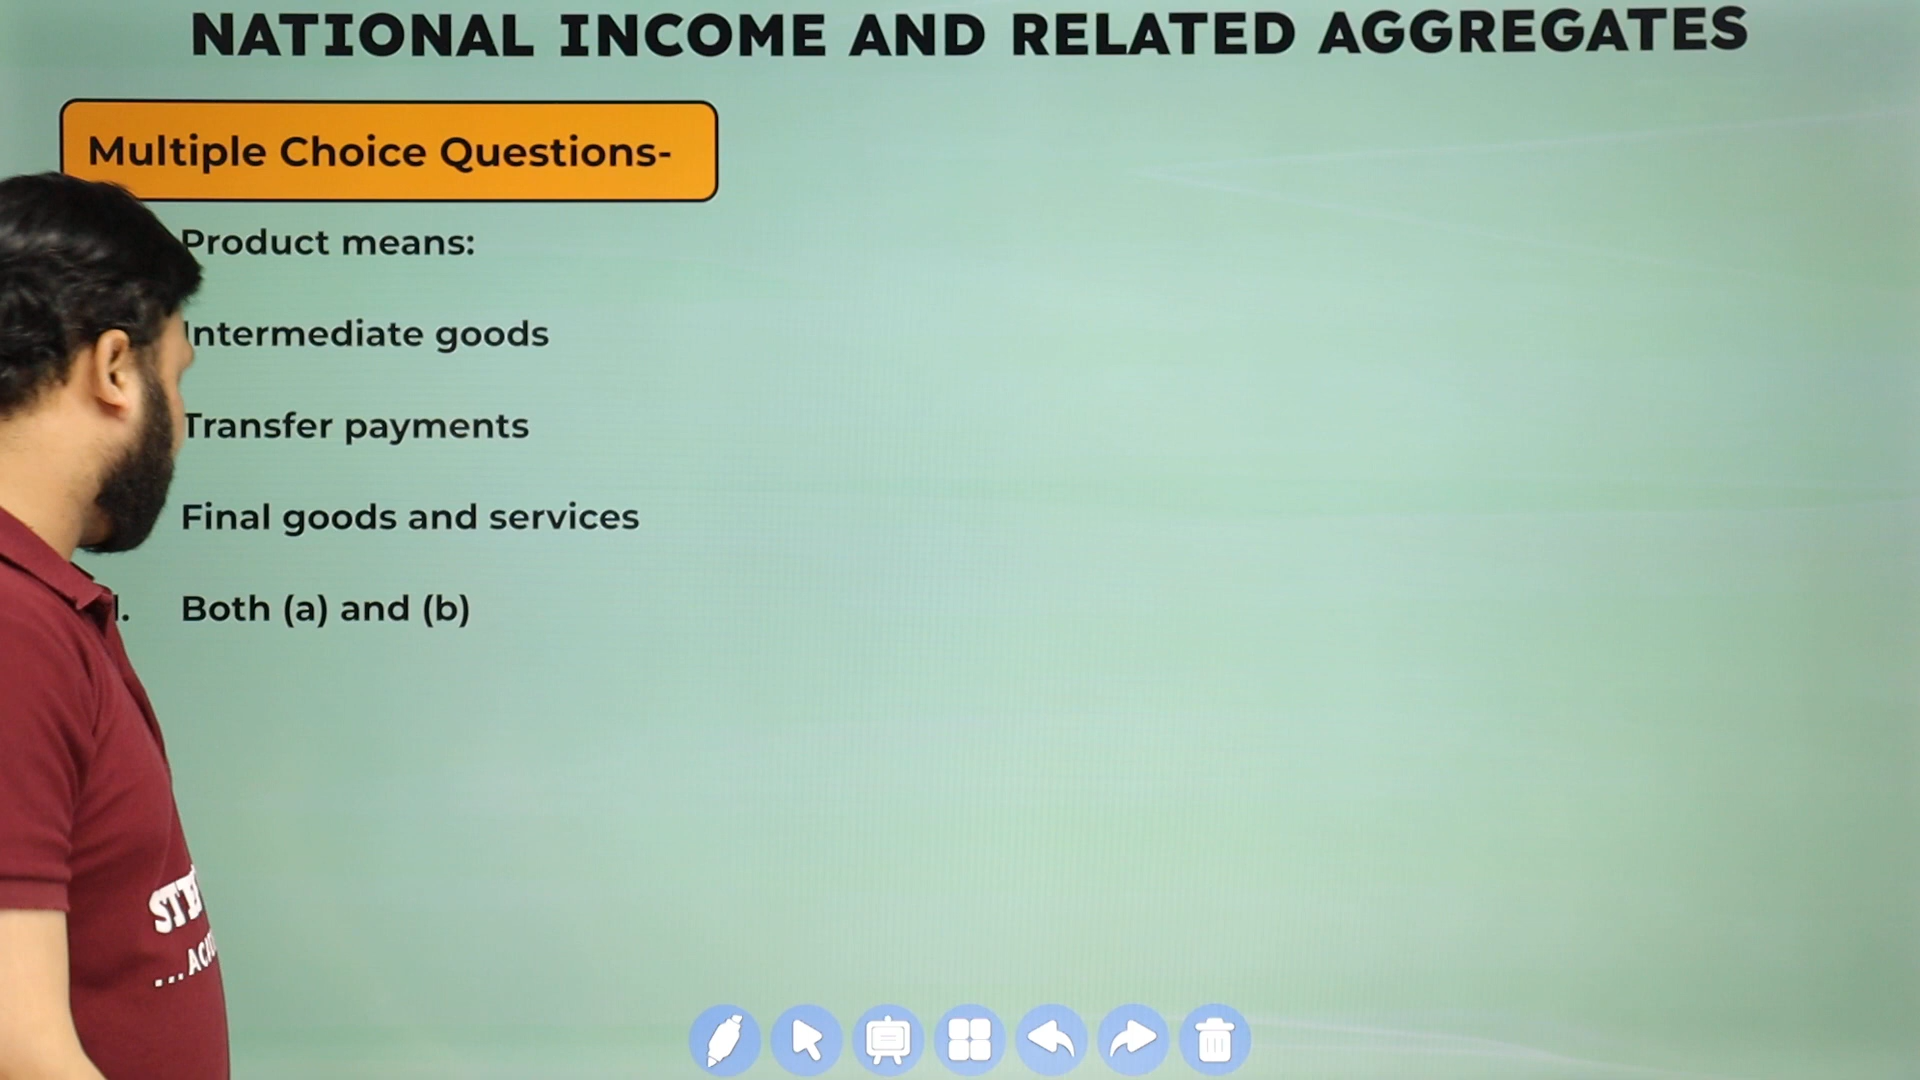 NATIONAL INCOME AND RELATED AGGREGATES
Multiple Choice Questions-
Product means:
Intermediate goods
Transfer payments
Final goods and services
Both (a) and (b)